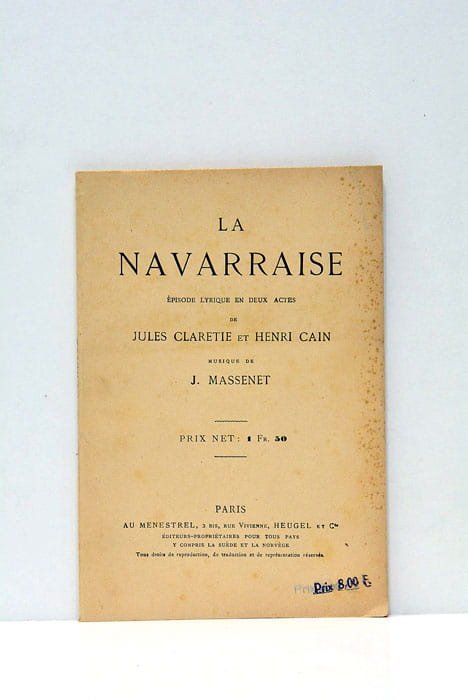 LA
NAVARRAISE
ÉPISODE LYRIQUE EN DEUX ACTES
DE
JULES CLARETIE ET HENRI CAIN
MUSIQUE DE
J. MASSENET
PRIX NET: 1 FR. 50
PARIS
AU MENESTREL, 2 BIS, RUE VIVIENNE, HEUGEL ET Cie
ÉDITEURS-PROPRIÉTAIRES POUR TOUS PAYS
Y COMPRIS LA SUÈDE ET LA NORVÈGE
Tous droits de reproduction, de traduction et de représentation réservés.
Prix 8.00 F.